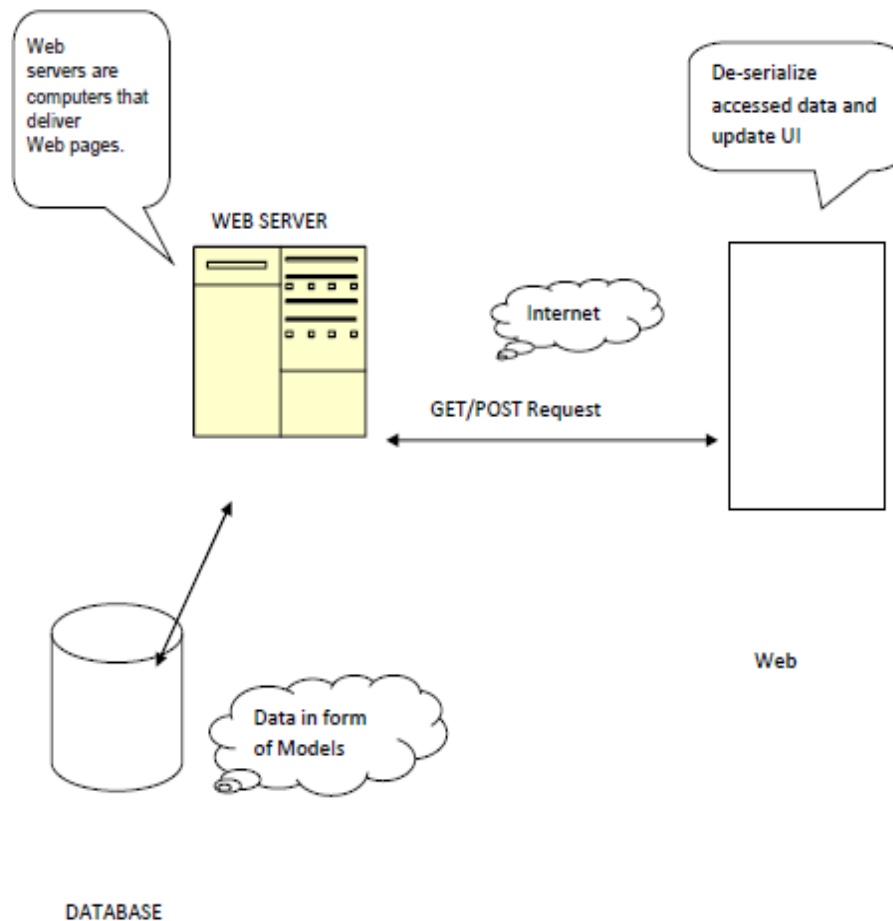 Web
servers are
computers that
deliver
Web pages.
De-serialize
accessed data and
update UI
WEB SERVER
Internet
GET/POST Request
Web
Data in form
of Models
DATABASE